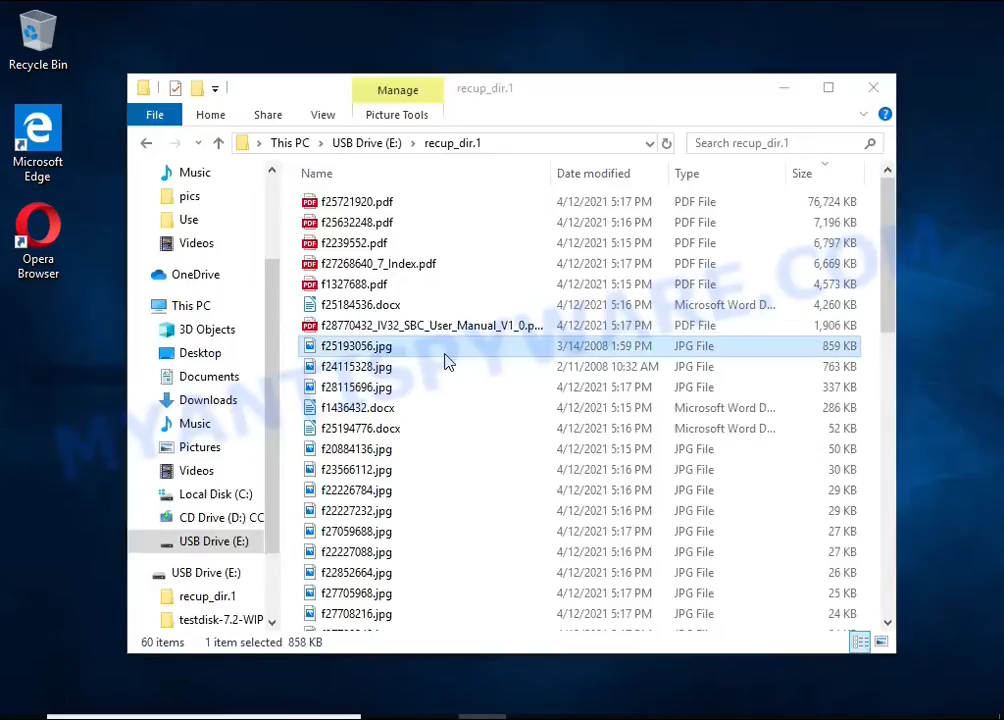 Recycle Bin
Microsoft Edge
Opera Browser
Manage
recup_dir.1
File
Home
Share
View
Picture Tools
This PC > USB Drive (E:) > recup_dir.1
Search recup_dir.1
Music
pics
Use
Videos
OneDrive
This PC
3D Objects
Desktop
Documents
Downloads
Music
Pictures
Videos
Local Disk (C:)
CD Drive (D:) CC
USB Drive (E:)
USB Drive (E:)
recup_dir.1
testdisk-7.2-WIP
Name Date modified Type Size
f25721920.pdf 4/12/2021 5:17 PM PDF File 76,724 KB
f25632248.pdf 4/12/2021 5:17 PM PDF File 7,196 KB
f2239552.pdf 4/12/2021 5:15 PM PDF File 6,797 KB
f27268640_7_Index.pdf 4/12/2021 5:17 PM PDF File 6,669 KB
f1327688.pdf 4/12/2021 5:15 PM PDF File 4,573 KB
f25184536.docx 4/12/2021 5:16 PM Microsoft Word D... 4,260 KB
f28770432_IV32_SBC_User_Manual_V1_0.p... 4/12/2021 5:17 PM PDF File 1,906 KB
f25193056.jpg 3/14/2008 1:59 PM JPG File 859 KB
f24115328.jpg 2/11/2008 10:32 AM JPG File 763 KB
f28115696.jpg 4/12/2021 5:17 PM JPG File 337 KB
f1436432.docx 4/12/2021 5:15 PM Microsoft Word D... 286 KB
f25194776.docx 4/12/2021 5:16 PM Microsoft Word D... 52 KB
f20884136.jpg 4/12/2021 5:15 PM JPG File 50 KB
f23566112.jpg 4/12/2021 5:16 PM JPG File 30 KB
f22226784.jpg 4/12/2021 5:16 PM JPG File 29 KB
f22227232.jpg 4/12/2021 5:16 PM JPG File 29 KB
f27059688.jpg 4/12/2021 5:17 PM JPG File 27 KB
f22227088.jpg 4/12/2021 5:16 PM JPG File 27 KB
f22852664.jpg 4/12/2021 5:16 PM JPG File 26 KB
f27705968.jpg 4/12/2021 5:17 PM JPG File 25 KB
f27708216.jpg 4/12/2021 5:17 PM JPG File 24 KB
60 items 1 item selected 858 KB
MYANTISPYWARE.COM